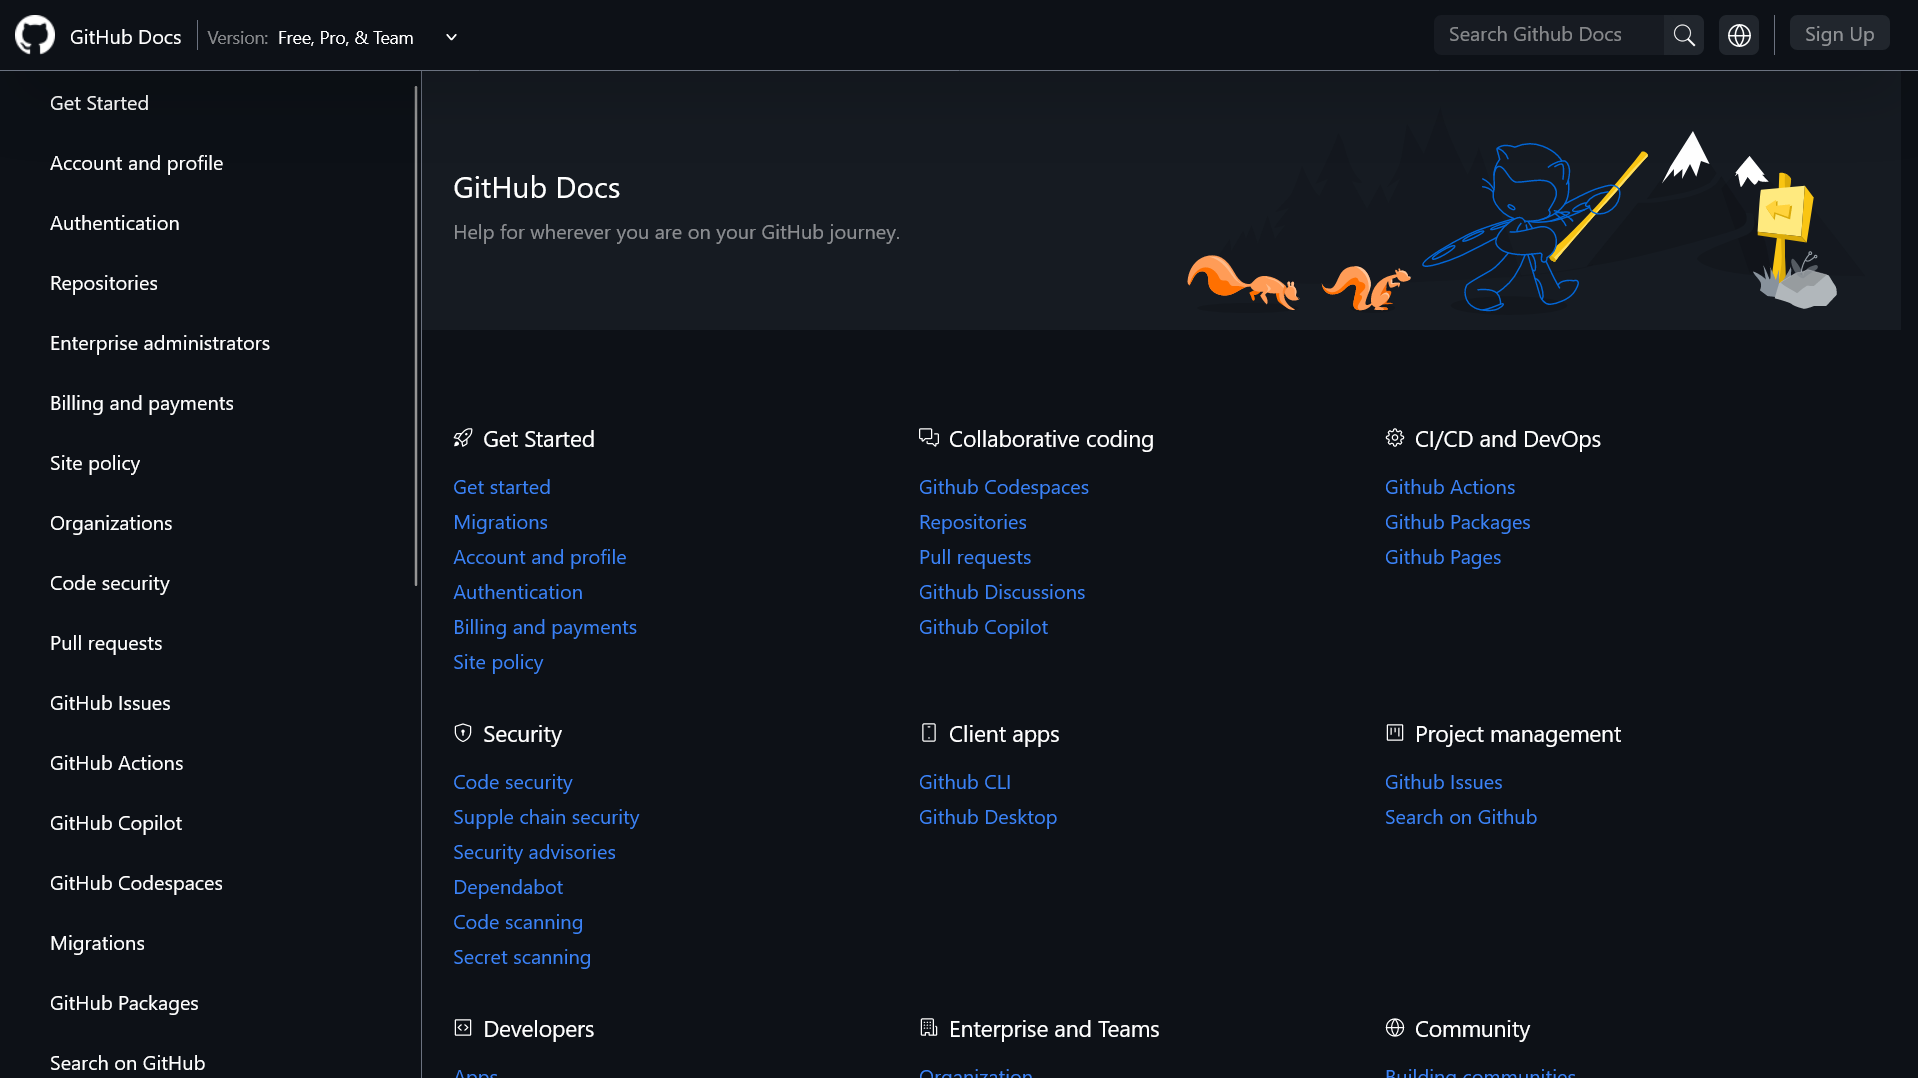 GitHub Docs
Version: Free, Pro, & Team
Search Github Docs
Sign Up
Get Started
Account and profile
Authentication
Repositories
Enterprise administrators
Billing and payments
Site policy
Organizations
Code security
Pull requests
GitHub Issues
GitHub Actions
GitHub Copilot
GitHub Codespaces
Migrations
GitHub Packages
Search on GitHub
GitHub Docs
Help for wherever you are on your GitHub journey.
Get Started
Get started
Migrations
Account and profile
Authentication
Billing and payments
Site policy
Collaborative coding
Github Codespaces
Repositories
Pull requests
Github Discussions
Github Copilot
CI/CD and DevOps
Github Actions
Github Packages
Github Pages
Security
Code security
Supple chain security
Security advisories
Dependabot
Code scanning
Secret scanning
Client apps
Github CLI
Github Desktop
Project management
Github Issues
Search on Github
Developers
Apps
Enterprise and Teams
Organization
Community
Building communities